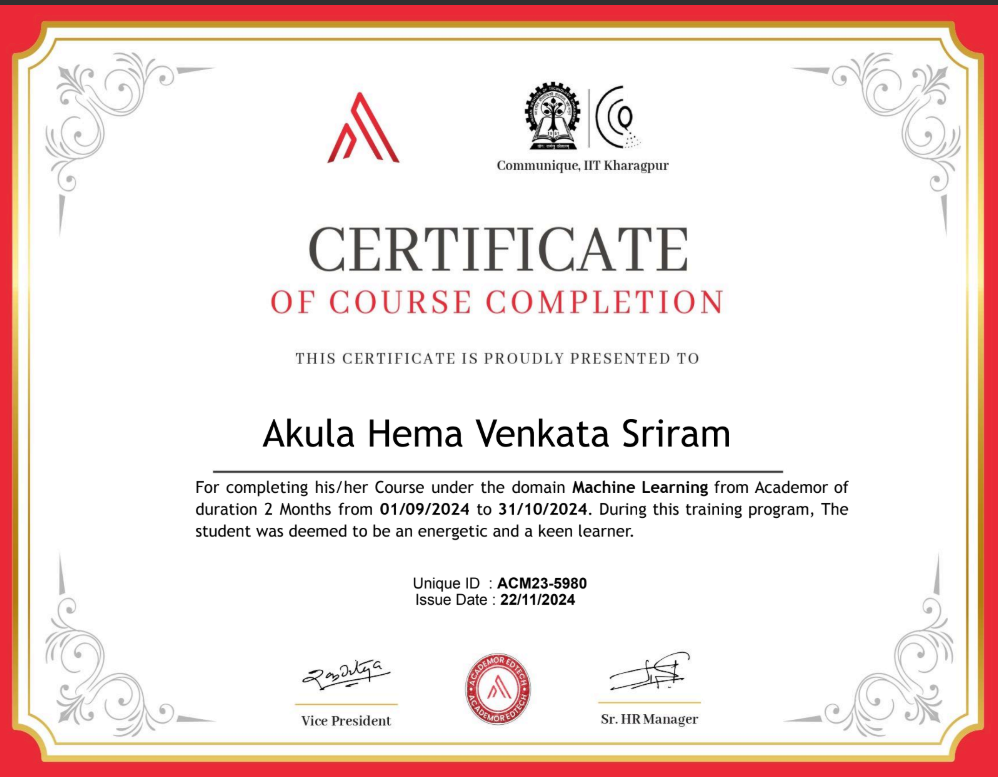 Communique, IIT Kharagpur
CERTIFICATE
OF COURSE COMPLETION
THIS CERTIFICATE IS PROUDLY PRESENTED TO
Akula Hema Venkata Sriram
For completing his/her Course under the domain Machine Learning from Academor of
duration 2 Months from 01/09/2024 to 31/10/2024. During this training program, The
student was deemed to be an energetic and a keen learner.
Unique ID : ACM23-5980
Issue Date : 22/11/2024
ACADEMOR EDTECH
ACADEMOR EDTECH
Vice President
Sr. HR Manager